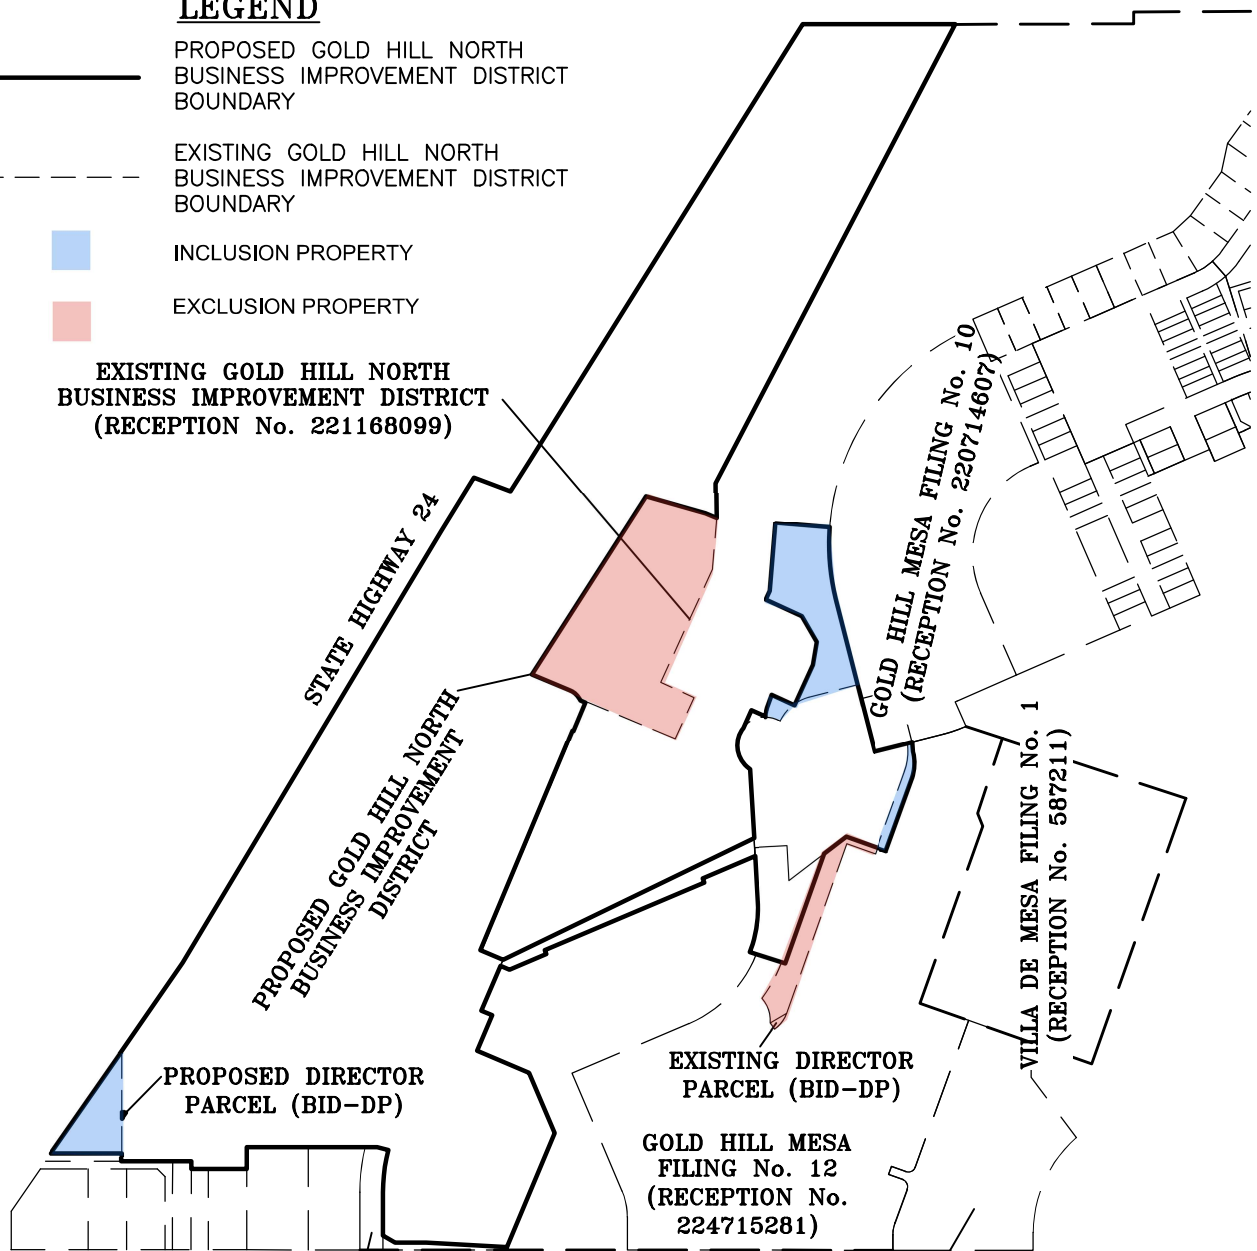 LEGEND
PROPOSED GOLD HILL NORTH
BUSINESS IMPROVEMENT DISTRICT
BOUNDARY
EXISTING GOLD HILL NORTH
BUSINESS IMPROVEMENT DISTRICT
BOUNDARY
INCLUSION PROPERTY
EXCLUSION PROPERTY
EXISTING GOLD HILL NORTH
BUSINESS IMPROVEMENT DISTRICT
(RECEPTION No. 221168099)
STATE HIGHWAY 24
GOLD HILL MESA FILING No. 10
(RECEPTION No. 220714607)
PROPOSED GOLD HILL NORTH
BUSINESS IMPROVEMENT
DISTRICT
VILLA DE MESA FILING No. 1
(RECEPTION No. 587211)
PROPOSED DIRECTOR
PARCEL (BID-DP)
EXISTING DIRECTOR
PARCEL (BID-DP)
GOLD HILL MESA
FILING No. 12
(RECEPTION No.
224715281)